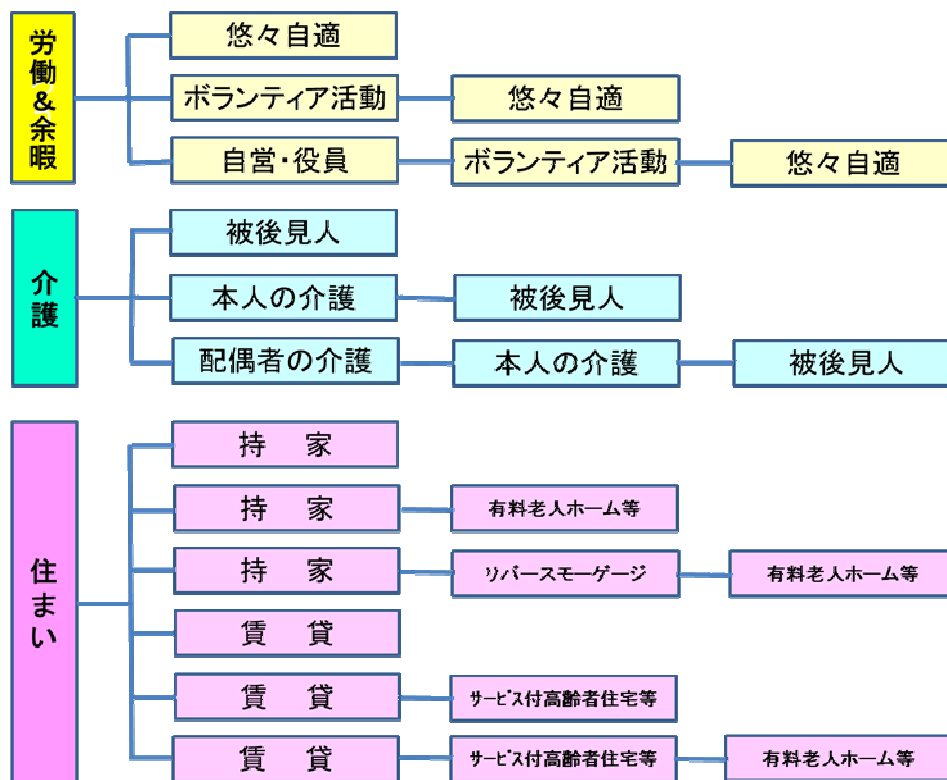 労働&余暇
悠々自適
ボランティア活動 悠々自適
自営・役員 ボランティア活動 悠々自適
介護
被後見人
本人の介護 被後見人
配偶者の介護 本人の介護 被後見人
住まい
持 家
持 家 有料老人ホーム等
持 家 リバースモーゲージ 有料老人ホーム等
賃 貸
賃 貸 サービス付高齢者住宅等
賃 貸 サービス付高齢者住宅等 有料老人ホーム等